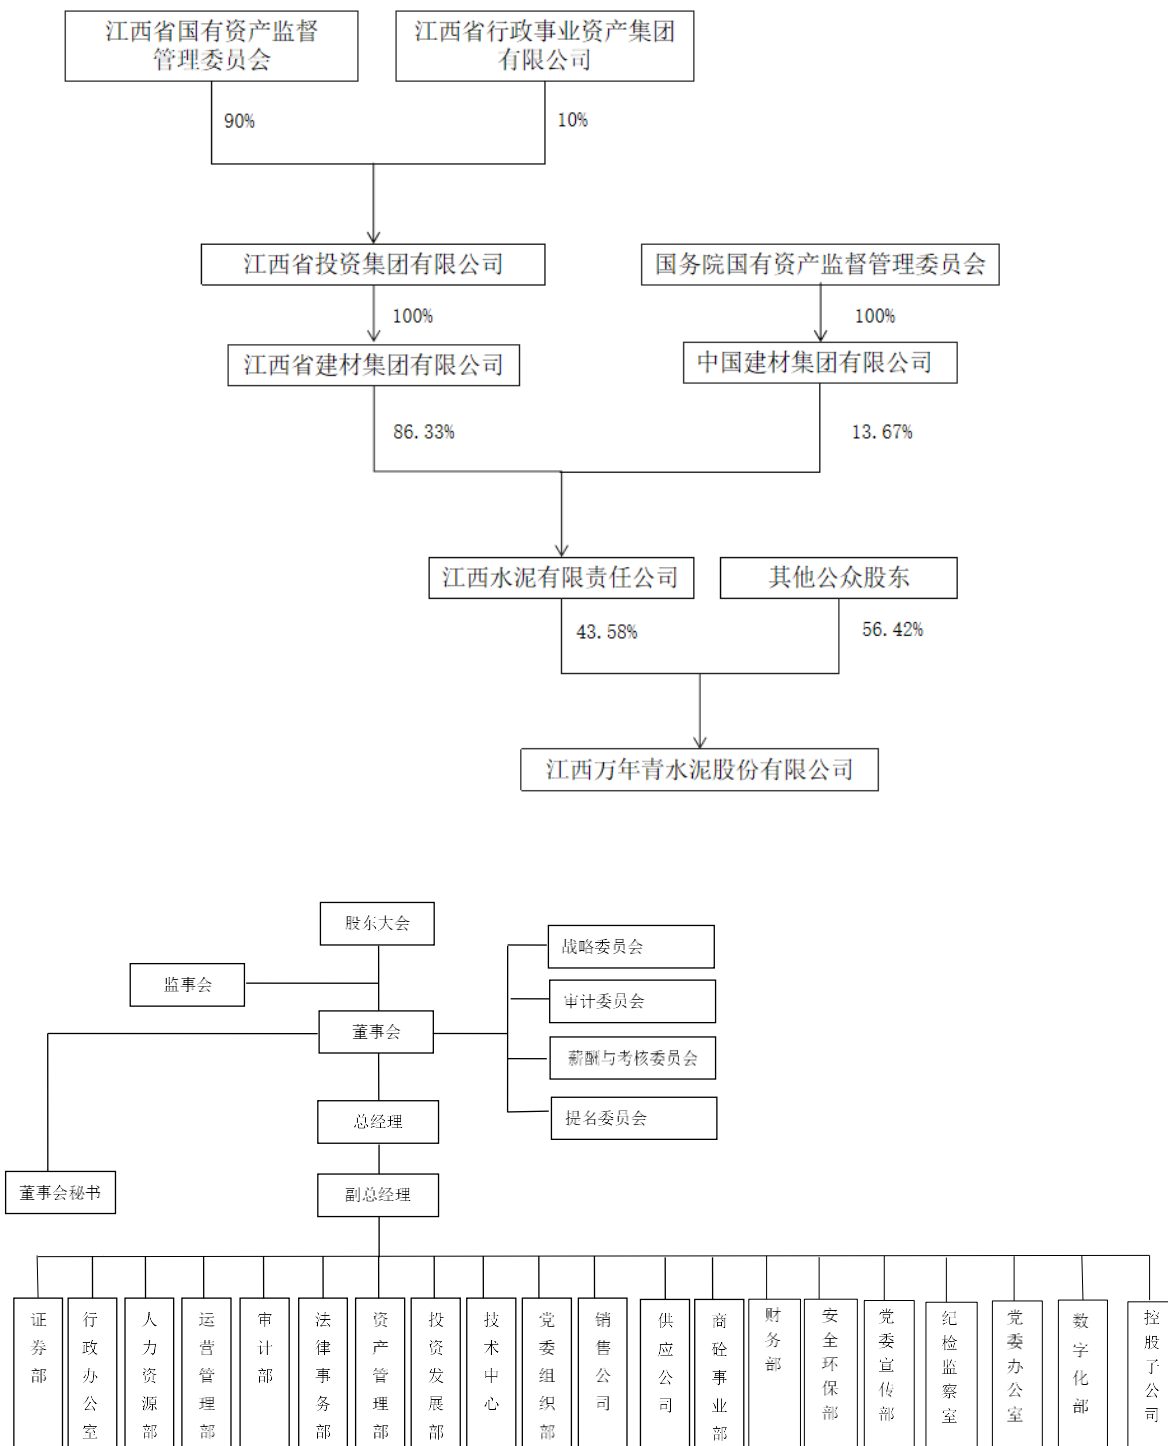 江西省国有资产监督
管理委员会
江西省行政事业资产集团
有限公司
90%
10%
江西省投资集团有限公司
国务院国有资产监督管理委员会
100%
100%
江西省建材集团有限公司
中国建材集团有限公司
86.33%
13.67%
江西水泥有限责任公司
其他公众股东
43.58%
56.42%
江西万年青水泥股份有限公司
股东大会
战略委员会
监事会
审计委员会
董事会
薪酬与考核委员会
总经理
提名委员会
董事会秘书
副总经理
证券部
行政办公室
人力资源部
运营管理部
审计部
法律事务部
资产管理部
投资发展部
技术中心
党委组织部
销售公司
供应公司
商砼事业部
财务部
安全环保部
党委宣传部
纪检监察室
党委办公室
数字化部
控股子公司